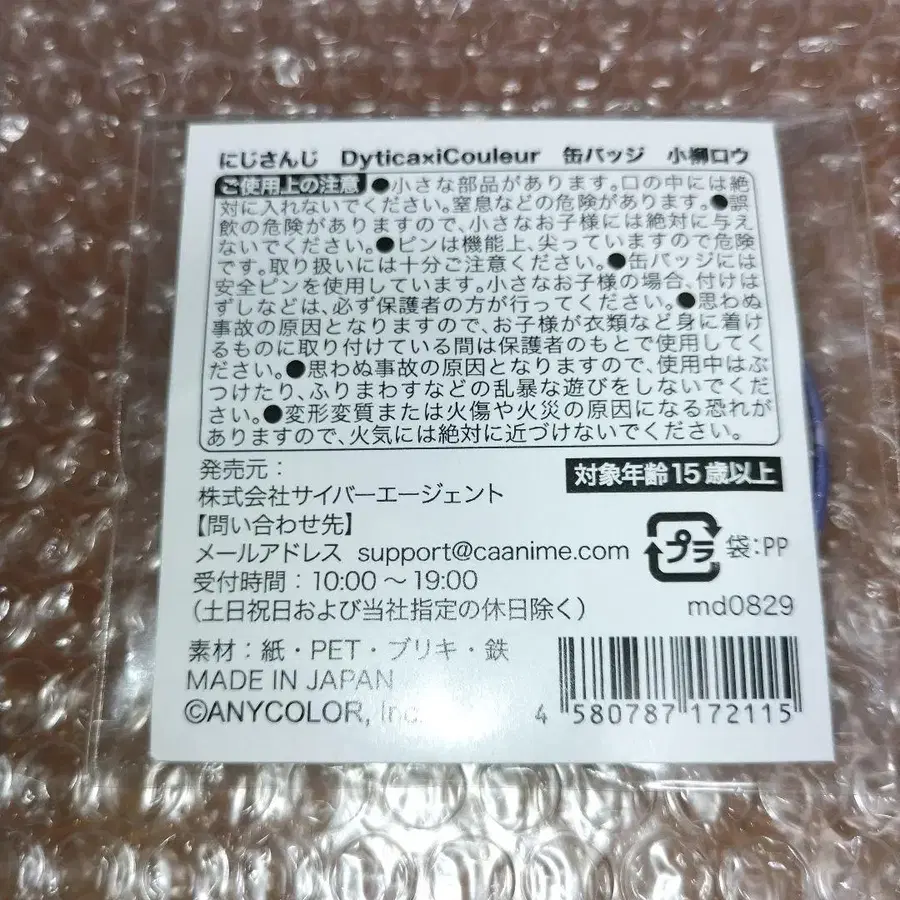 にじさんじ DyticaxiCouleur 缶バッジ 小柳ロウ
ご使用上の注意 ●小さな部品があります。口の中には絶
対に入れないでください。窒息などの危険があります。●誤
飲の危険がありますので、小さなお子様には絶対に与え
ないでください。●ピンは機能上、尖っていますので危険
です。取り扱いには十分ご注意ください。●缶バッジには
安全ピンを使用しています。小さなお子様の場合、付けは
ずしなどは、必ず保護者の方が行ってください。●思わぬ
事故の原因となりますので、お子様が衣類など身に着け
るものに取り付けている間は保護者のもとで使用してく
ださい。●思わぬ事故の原因となりますので、使用中はぶ
つけたり、ふりまわすなどの乱暴な遊びをしないでくだ
さい。●変形変質または火傷や火災の原因になる恐れが
ありますので、火気には絶対に近づけないでください。
対象年齢15歳以上
発売元：
株式会社サイバーエージェント
【問い合わせ先】
メールアドレス support@caanime.com
受付時間：10:00～19:00
(土日祝日および当社指定の休日除く)
プラ 袋:PP
md0829
素材：紙・PET・ブリキ・鉄
MADE IN JAPAN
©ANYCOLOR, Inc.
4 580787 172115